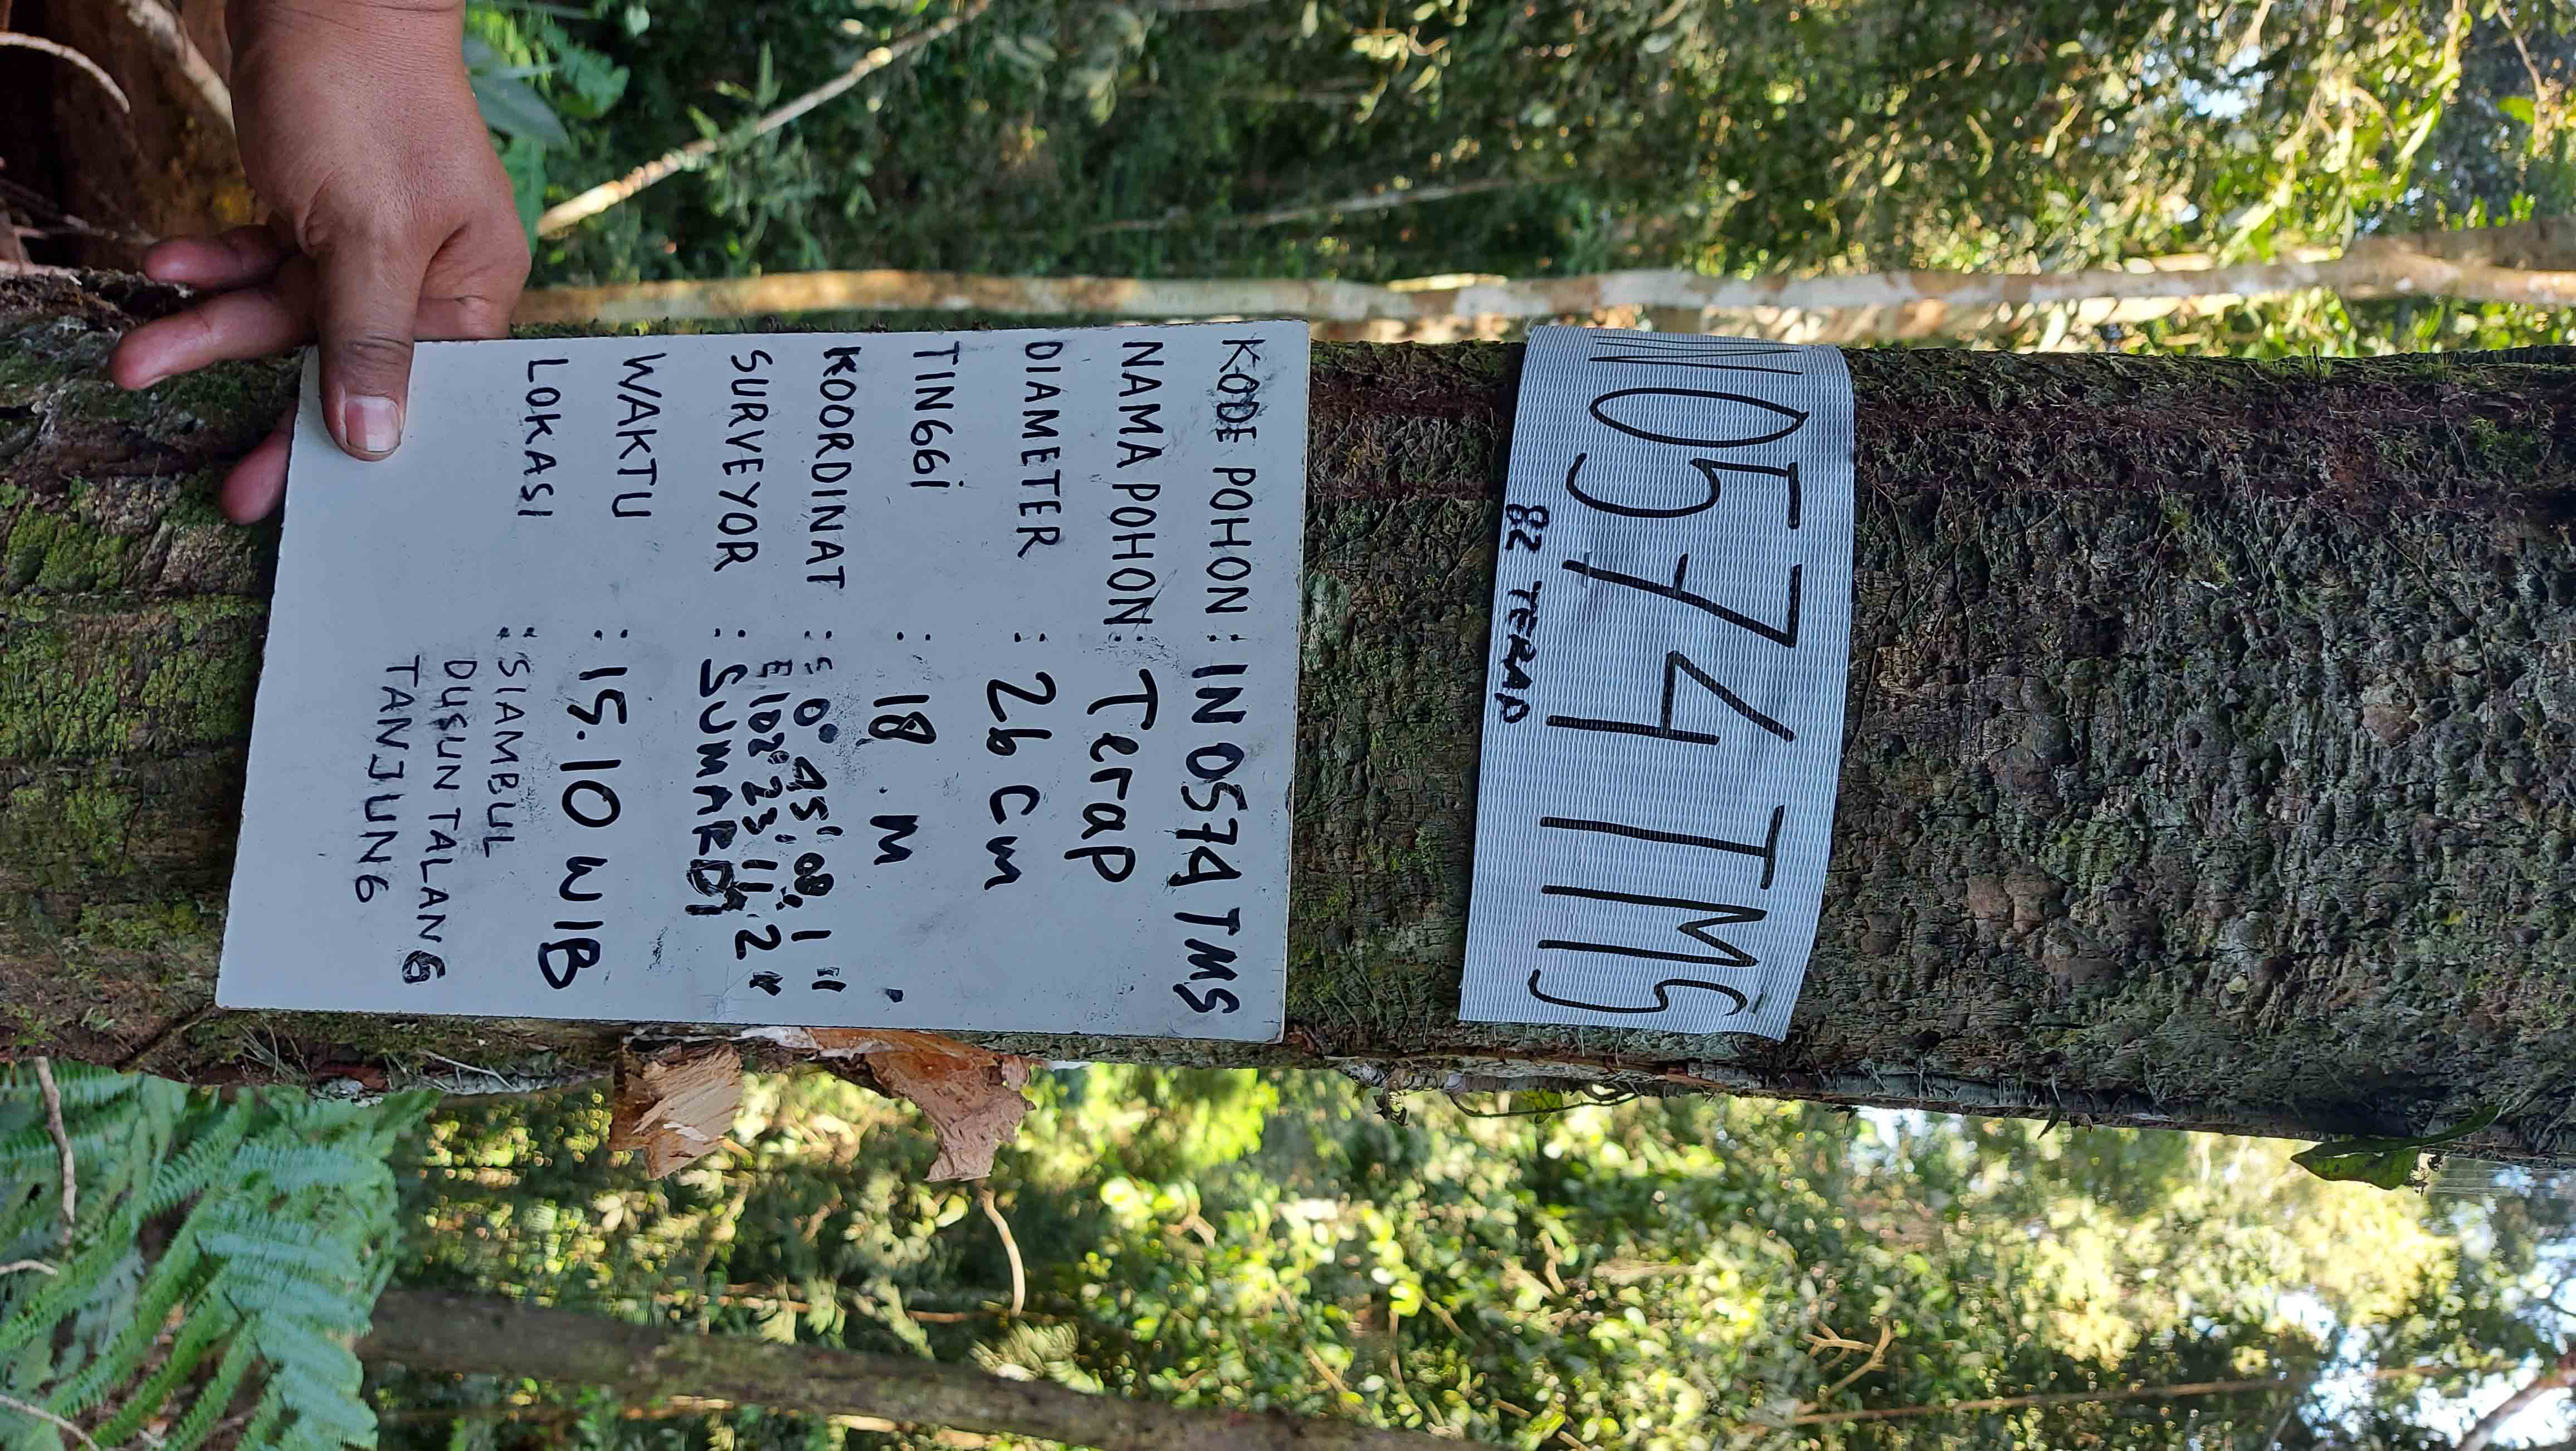 N0574TMS
82 TERAP
KODE POHON : IN 0574 TMS
NAMA POHON : Terap
DIAMETER : 26 Cm
TINGGI : 18 m
KOORDINAT : 0° 45' 08.1"
E 102° 23' 11.2"
SURVEYOR : SUMARDI
WAKTU : 15.10 WIB
LOKASI : SIAMBUL
DUSUN TALANG
TANJUNG